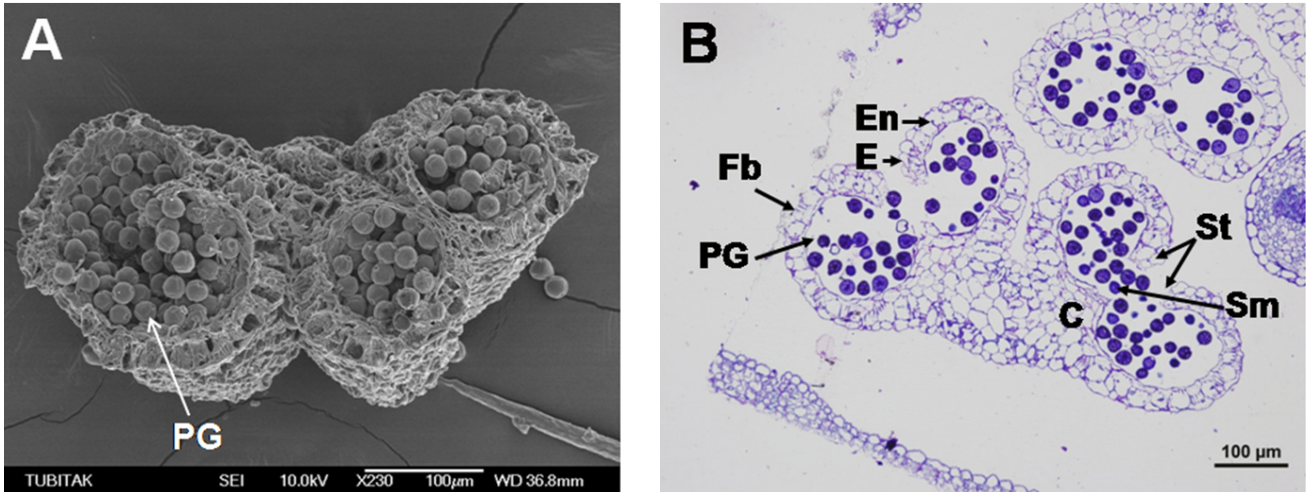 A
PG
TUBITAK SEI 10.0kV X230 100µm WD 36.8mm
B
En
E
Fb
PG
St
Sm
C
100 µm